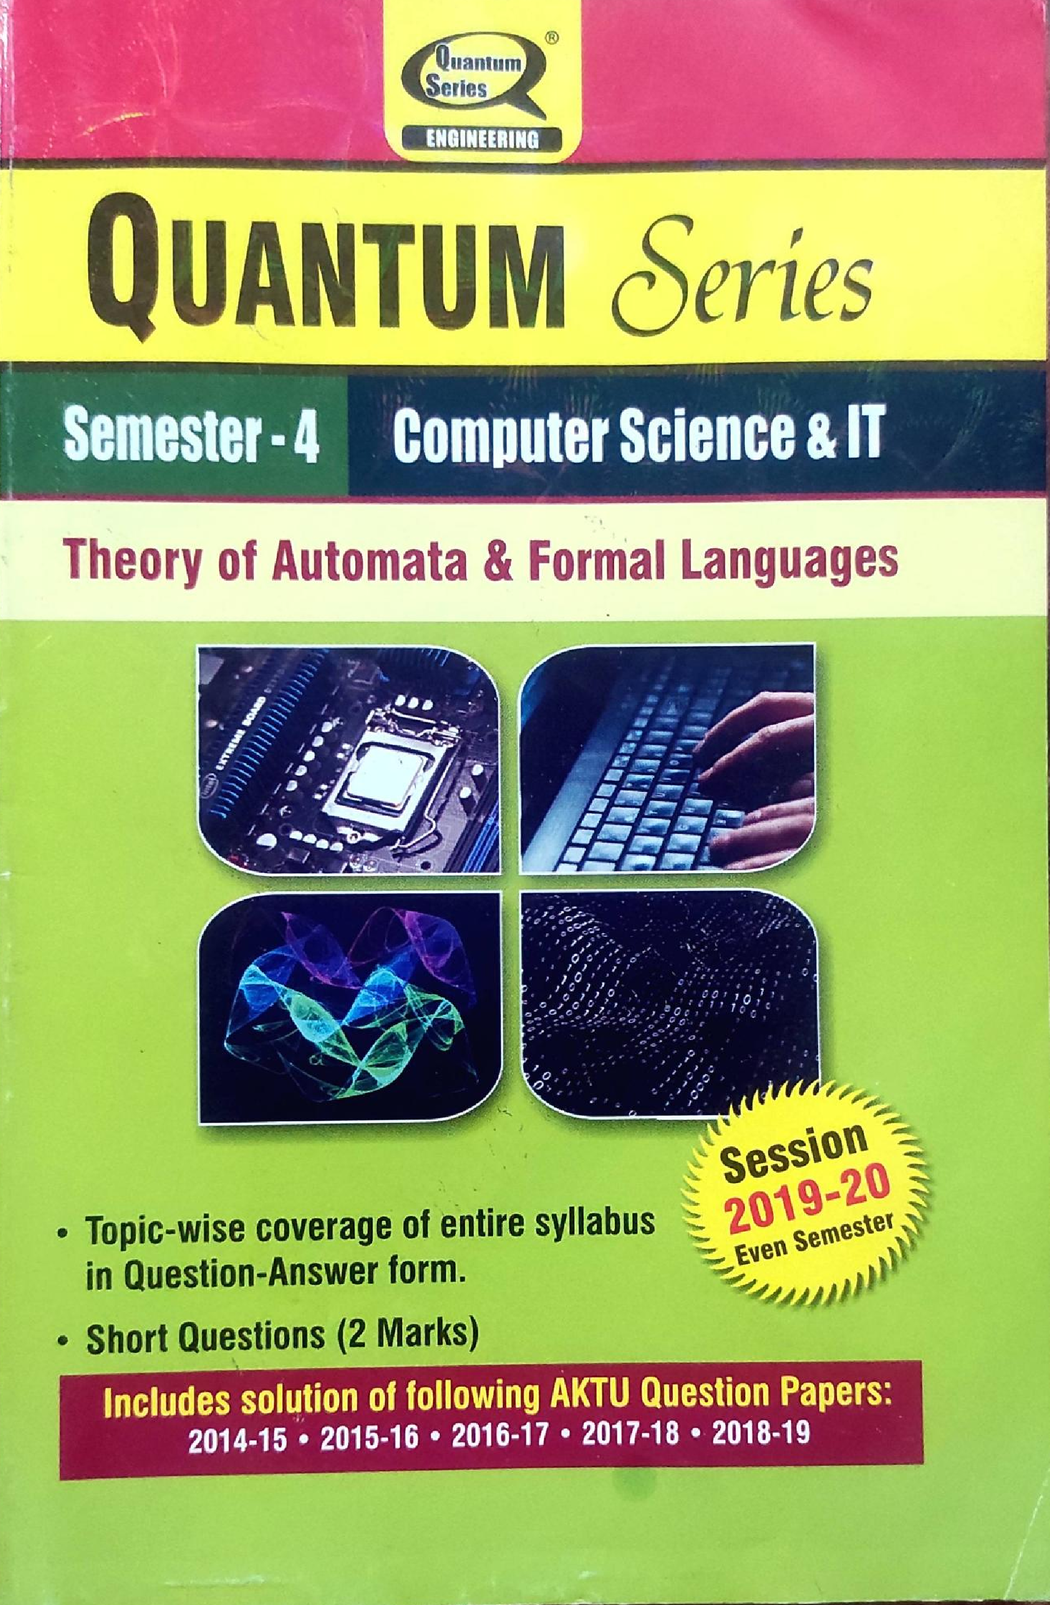 Quantum
Series
®
ENGINEERING
QUANTUM Series
Semester - 4 Computer Science & IT
Theory of Automata & Formal Languages
EXTREME BOARD
Session
2019-20
Even Semester
• Topic-wise coverage of entire syllabus
in Question-Answer form.
• Short Questions (2 Marks)
Includes solution of following AKTU Question Papers:
2014-15 • 2015-16 • 2016-17 • 2017-18 • 2018-19